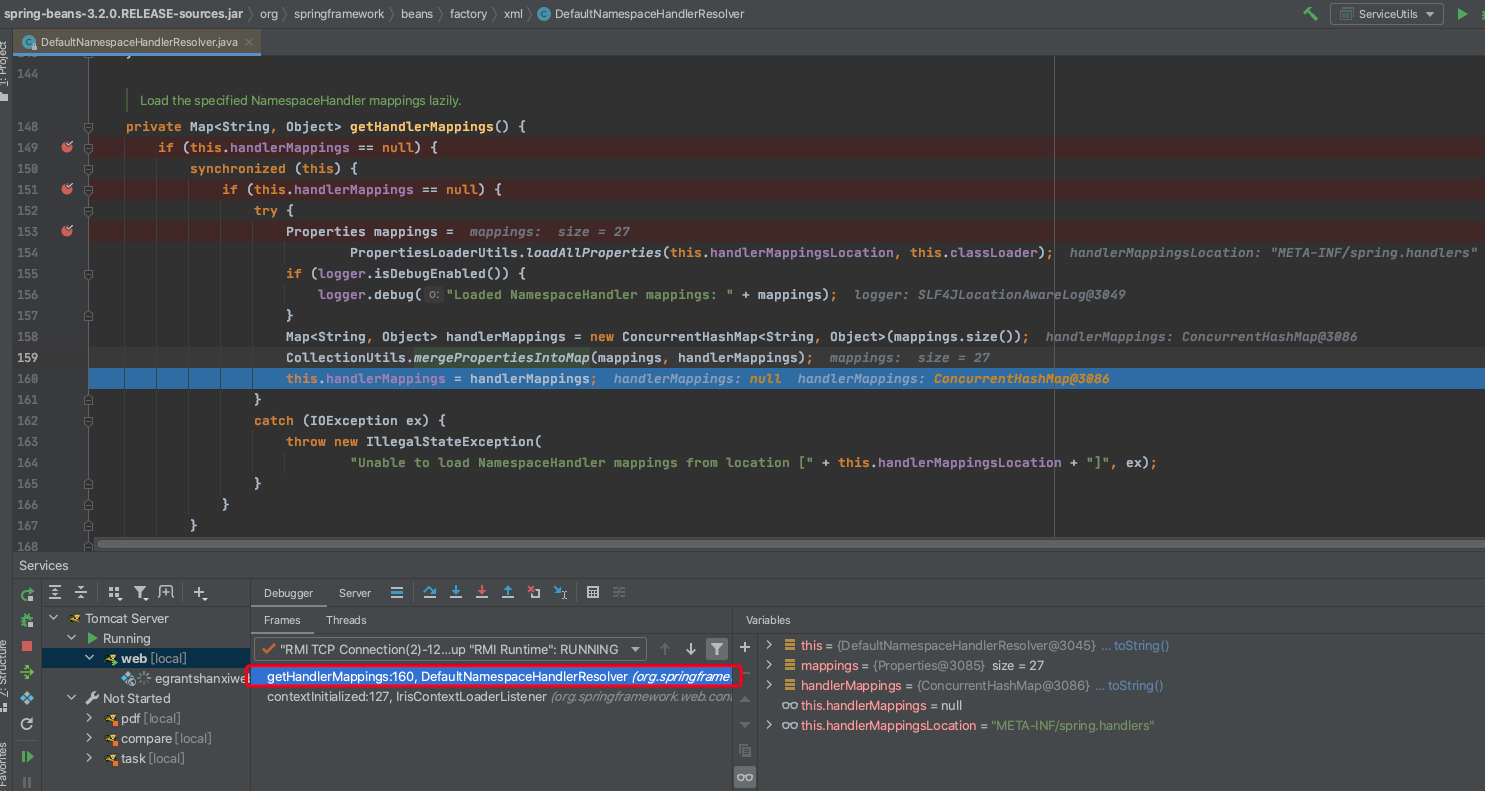 spring-beans-3.2.0.RELEASE-sources.jar org springframework beans factory xml DefaultNamespaceHandlerResolver ServiceUtils
DefaultNamespaceHandlerResolver.java
1: Project
144
Load the specified NamespaceHandler mappings lazily.
148 private Map<String, Object> getHandlerMappings() {
149 if (this.handlerMappings == null) {
150 synchronized (this) {
151 if (this.handlerMappings == null) {
152 try {
153 Properties mappings = mappings: size = 27
154 PropertiesLoaderUtils.loadAllProperties(this.handlerMappingsLocation, this.classLoader); handlerMappingsLocation: "META-INF/spring.handlers"
155 if (logger.isDebugEnabled()) {
156 logger.debug( o: "Loaded NamespaceHandler mappings: " + mappings); logger: SLF4JLocationAwareLog@3049
157 }
158 Map<String, Object> handlerMappings = new ConcurrentHashMap<String, Object>(mappings.size()); handlerMappings: ConcurrentHashMap@3086
159 CollectionUtils.mergePropertiesIntoMap(mappings, handlerMappings); mappings: size = 27
160 this.handlerMappings = handlerMappings; handlerMappings: null handlerMappings: ConcurrentHashMap@3086
161 }
162 catch (IOException ex) {
163 throw new IllegalStateException(
164 "Unable to load NamespaceHandler mappings from location [" + this.handlerMappingsLocation + "]", ex);
165 }
166 }
167 }
168
Services
Debugger Server
Tomcat Server
Running
web [local]
egrantshanxiweb
Not Started
pdf [local]
compare [local]
task [local]
Frames Threads
"RMI TCP Connection(2)-12...up "RMI Runtime": RUNNING
getHandlerMappings:160, DefaultNamespaceHandlerResolver (org.springframe
contextInitialized:127, IrisContextLoaderListener (org.springframework.web.con
Variables
this = {DefaultNamespaceHandlerResolver@3045} ... toString()
mappings = {Properties@3085} size = 27
handlerMappings = {ConcurrentHashMap@3086} ... toString()
this.handlerMappings = null
this.handlerMappingsLocation = "META-INF/spring.handlers"
Z: Structure
Favorites